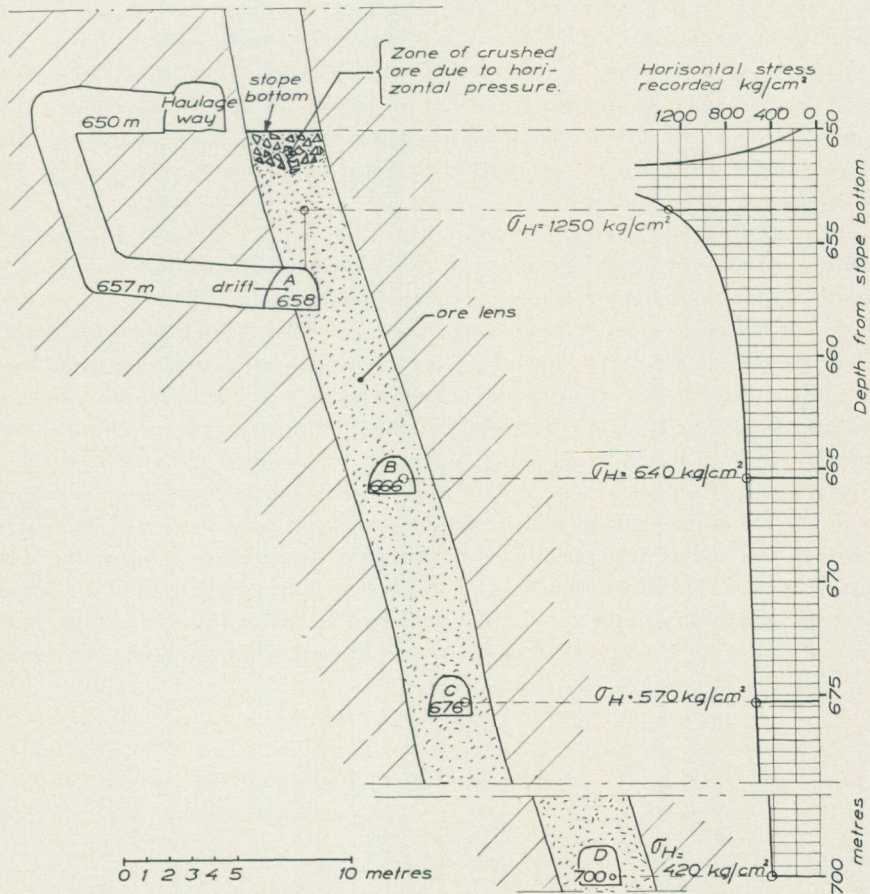 Zone of crushed
ore due to hori-
zontal pressure.
stope
bottom
Haulage
way
650 m
657 m
drift
A
658
ore lens
B
666
C
676
D
700
Horisontal stress
recorded kg/cm²
1200 800 400 0
σH = 1250 kg/cm²
σH = 640 kg/cm²
σH = 570 kg/cm²
σH =
420 kg/cm²
650
655
660
665
670
675
700
Depth from stope bottom
metres
0 1 2 3 4 5 10 metres